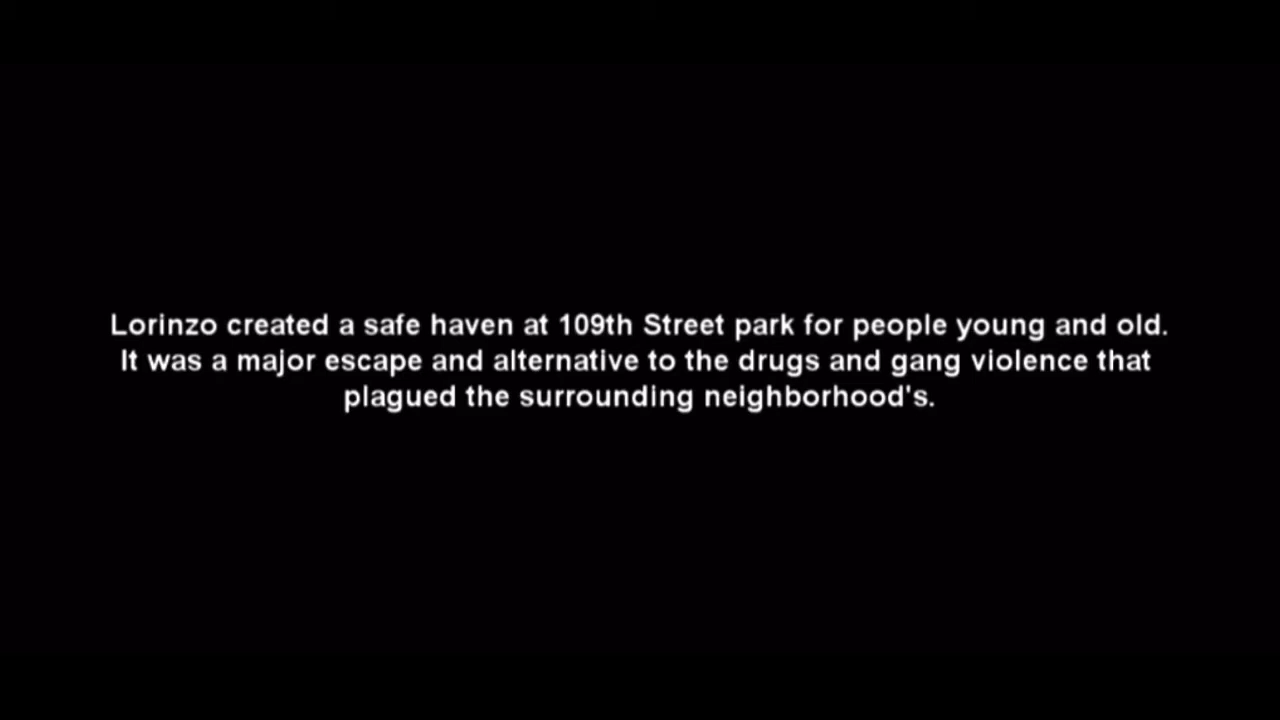 Lorinzo created a safe haven at 109th Street park for people young and old.
It was a major escape and alternative to the drugs and gang violence that
plagued the surrounding neighborhood's.